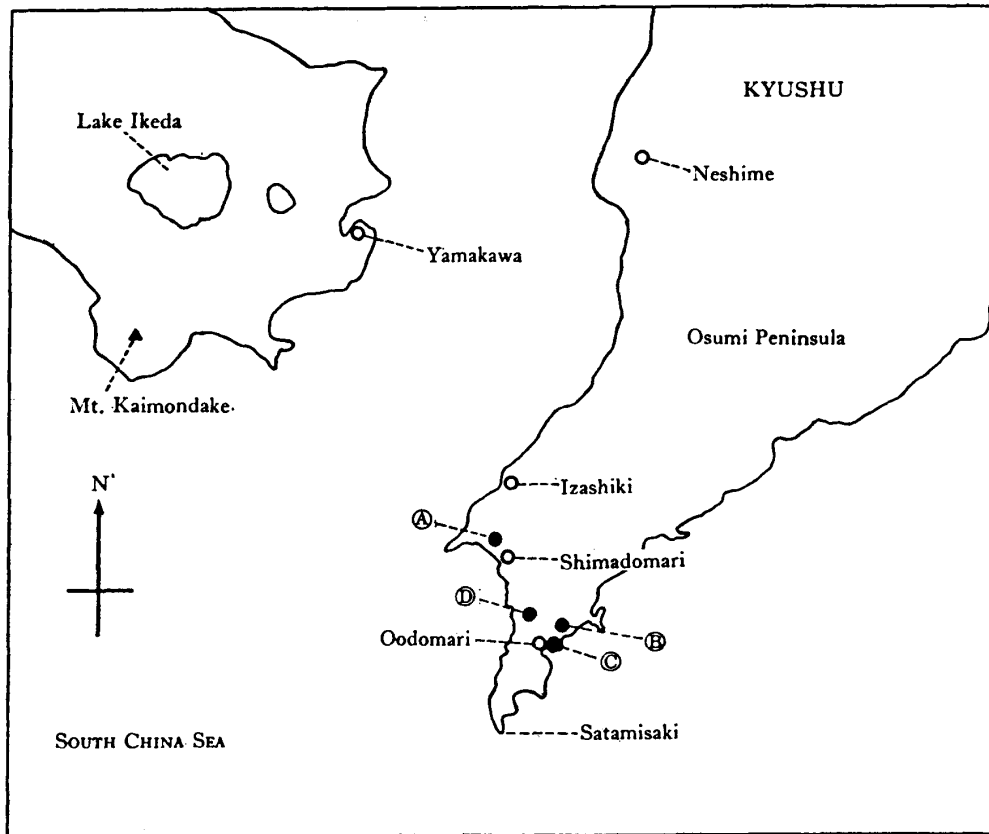 KYUSHU
Lake Ikeda
Neshime
Yamakawa
Osumi Peninsula
Mt. Kaimondake
N
Izashiki
A
Shimadomari
D
Oodomari
B
C
Satamisaki
SOUTH CHINA SEA